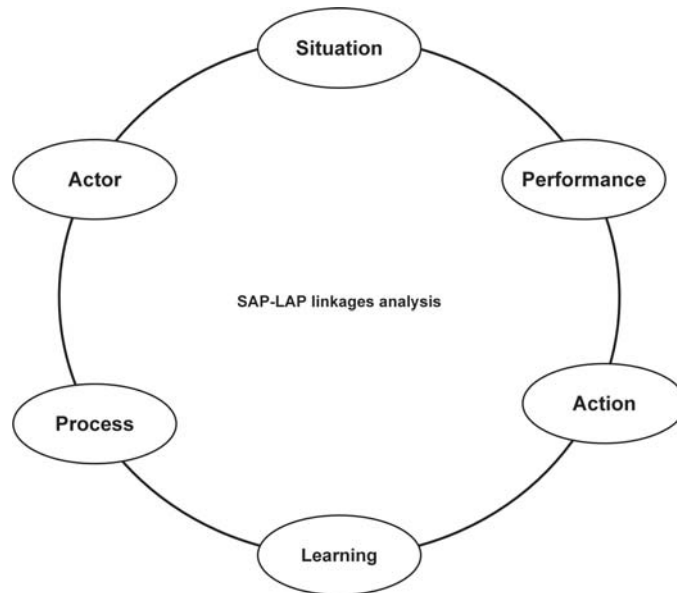 Situation
Actor
Performance
SAP-LAP linkages analysis
Action
Process
Learning